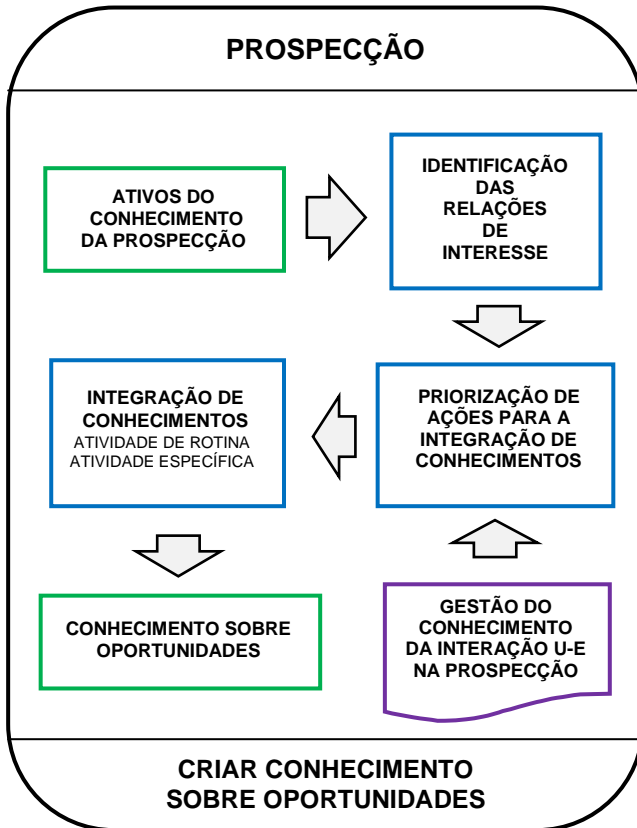 PROSPECÇÃO
ATIVOS DO
CONHECIMENTO
DA PROSPECÇÃO
IDENTIFICAÇÃO
DAS
RELAÇÕES
DE
INTERESSE
PRIORIZAÇÃO DE
AÇÕES PARA A
INTEGRAÇÃO DE
CONHECIMENTOS
INTEGRAÇÃO DE
CONHECIMENTOS
ATIVIDADE DE ROTINA
ATIVIDADE ESPECÍFICA
CONHECIMENTO SOBRE
OPORTUNIDADES
GESTÃO DO
CONHECIMENTO
DA INTERAÇÃO U-E
NA PROSPECÇÃO
CRIAR CONHECIMENTO
SOBRE OPORTUNIDADES